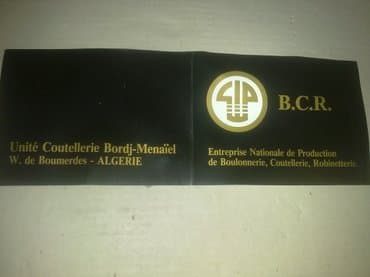 B.C.R.
Unité Coutellerie Bordj-Menaïel
W. de Boumerdes - ALGERIE
Entreprise Nationale de Production
de Boulonnerie, Coutellerie, Robinetterie.